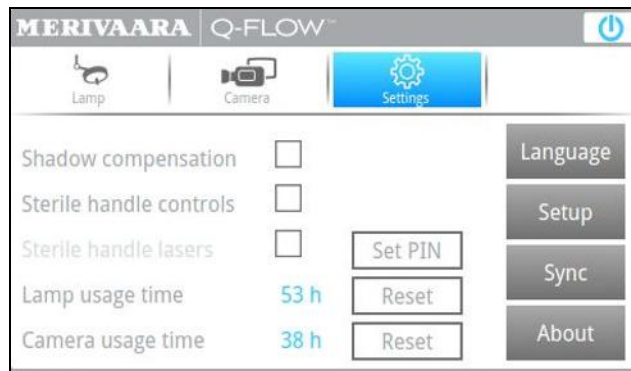 MERIVAARA Q-FLOW™
Lamp Camera Settings
Shadow compensation
Sterile handle controls
Sterile handle lasers Set PIN
Lamp usage time 53 h Reset
Camera usage time 38 h Reset
Language
Setup
Sync
About